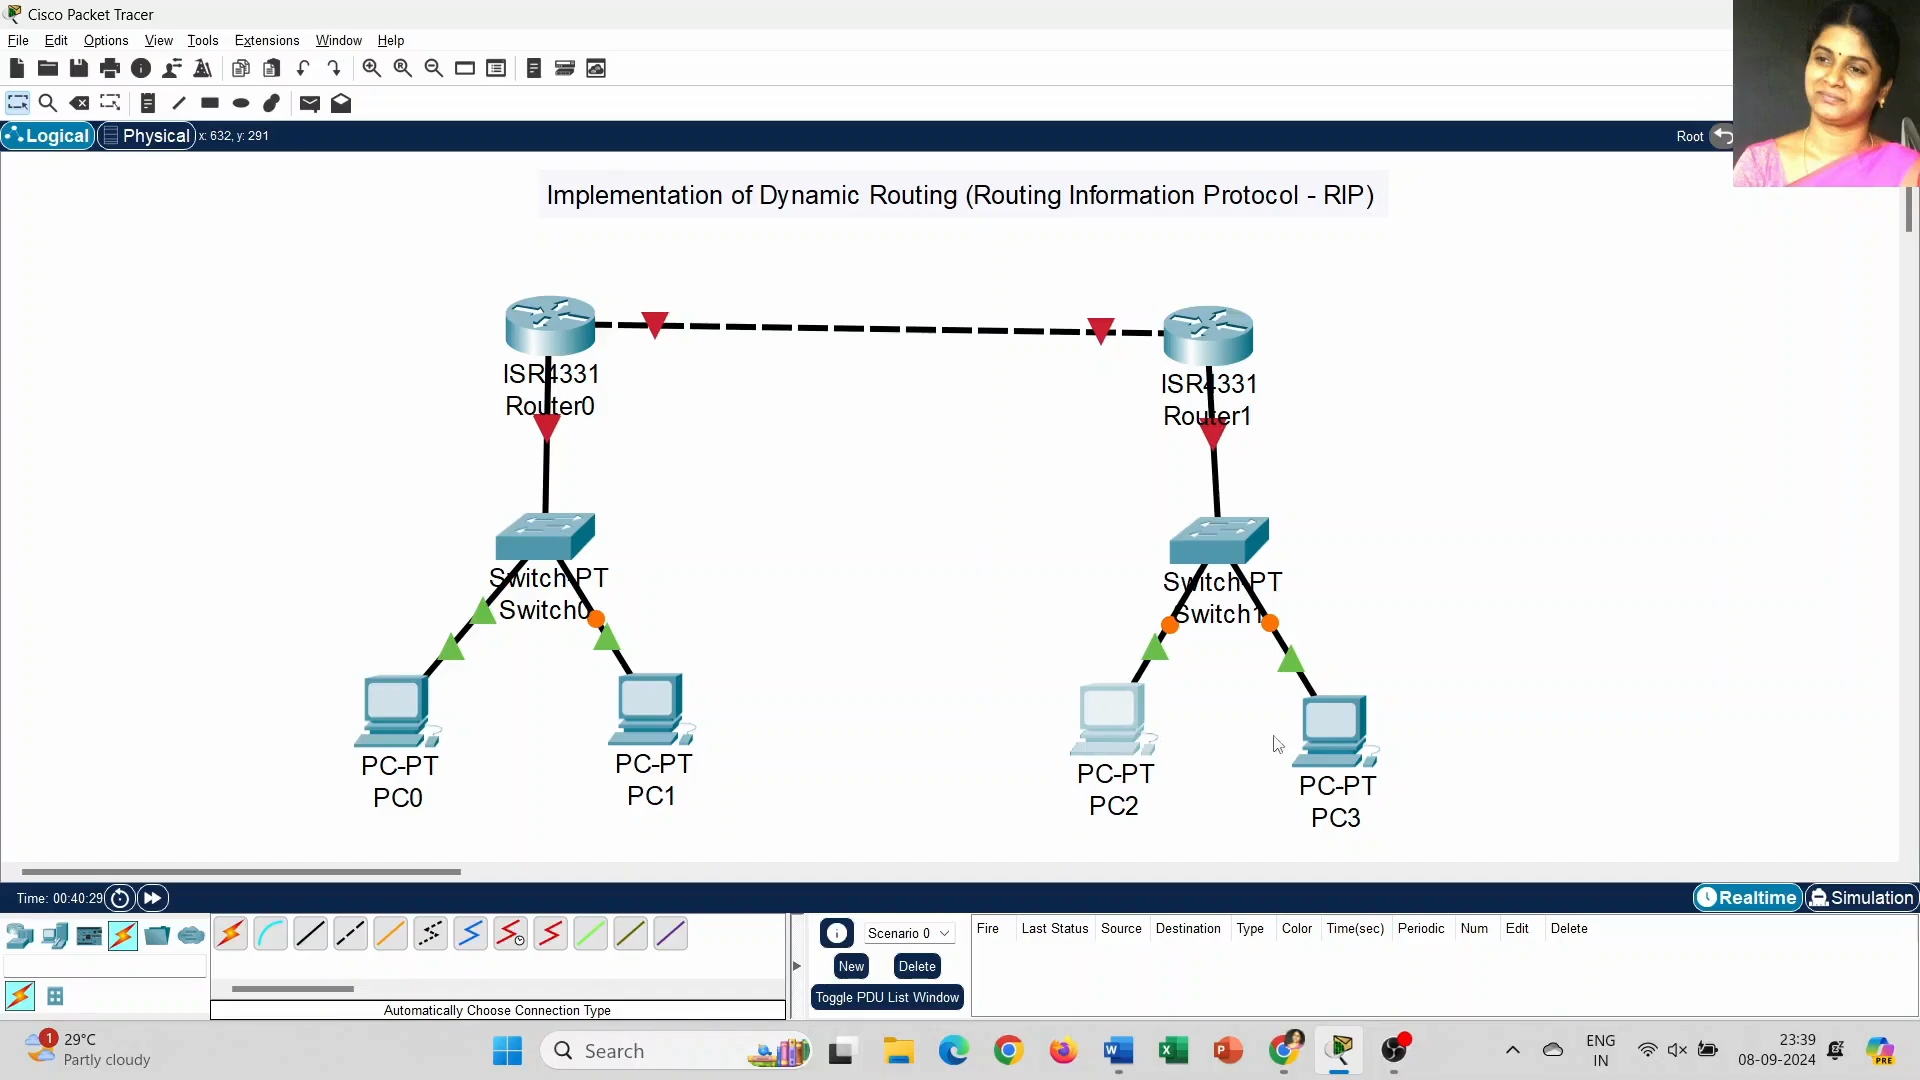 Cisco Packet Tracer
File Edit Options View Tools Extensions Window Help
Logical Physical x: 632, y: 291 Root
Implementation of Dynamic Routing (Routing Information Protocol - RIP)
ISR4331
Router0
ISR4331
Router1
Switch-PT
Switch0
Switch-PT
Switch1
PC-PT
PC0
PC-PT
PC1
PC-PT
PC2
PC-PT
PC3
Time: 00:40:29 Realtime Simulation
Scenario 0
New Delete
Toggle PDU List Window
Fire Last Status Source Destination Type Color Time(sec) Periodic Num Edit Delete
Automatically Choose Connection Type
1
29°C
Partly cloudy
Search
ENG
IN
23:39
08-09-2024
PRE